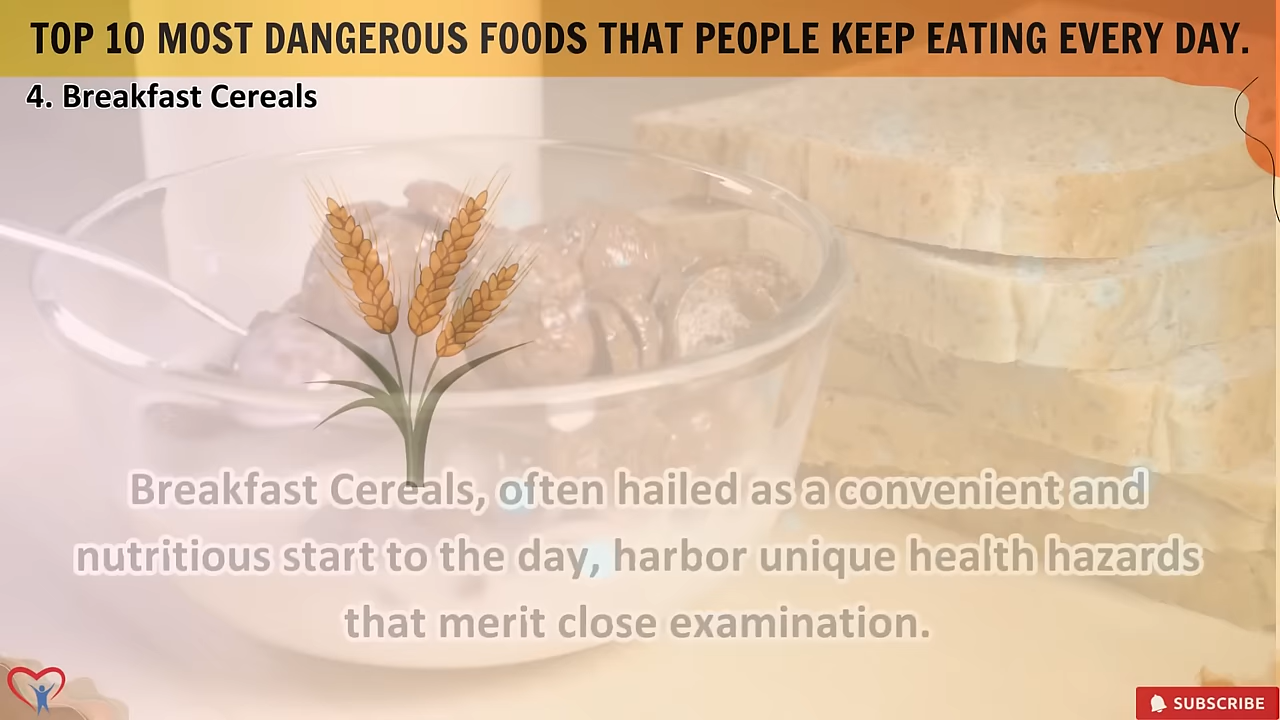 TOP 10 MOST DANGEROUS FOODS THAT PEOPLE KEEP EATING EVERY DAY.
4. Breakfast Cereals
Breakfast Cereals, often hailed as a convenient and
nutritious start to the day, harbor unique health hazards
that merit close examination.
SUBSCRIBE